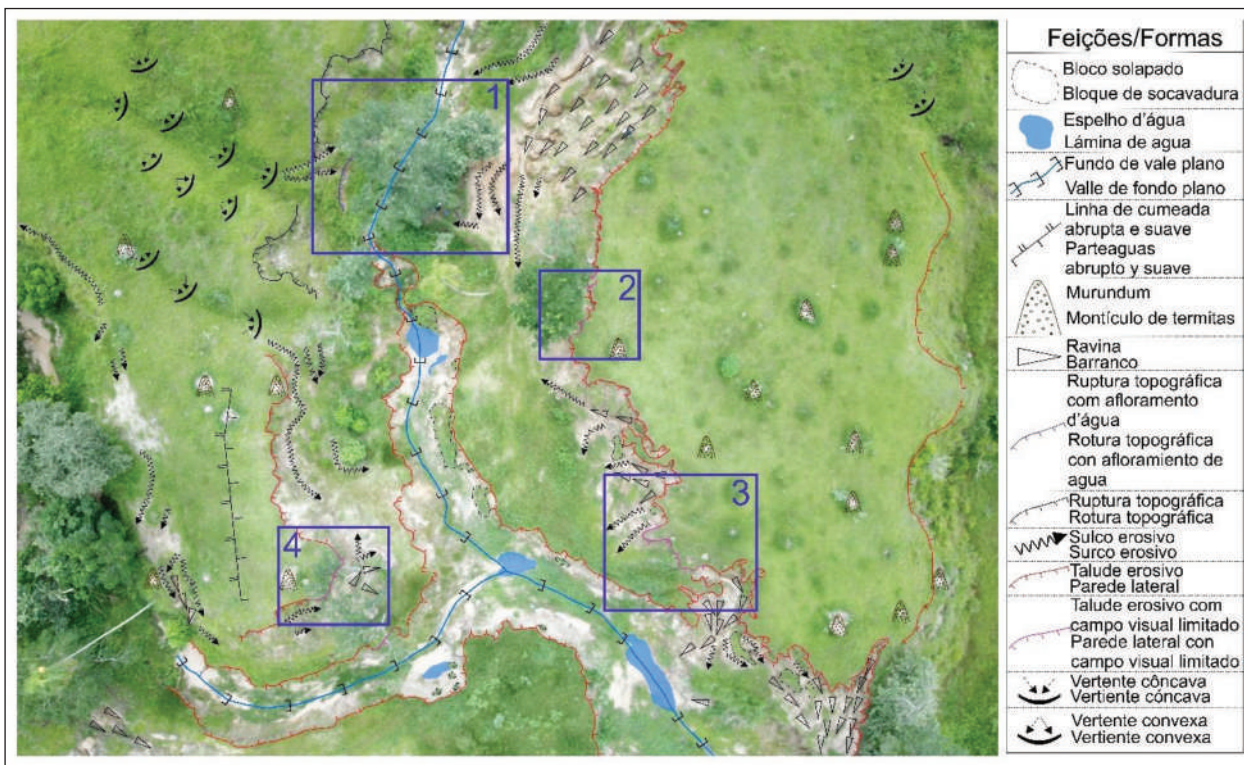 1
2
3
4
Feições/Formas
Bloco solapado
Bloque de socavadura
Espelho d'água
Lámina de agua
Fundo de vale plano
Valle de fondo plano
Linha de cumeada
abrupta e suave
Parteaguas
abrupto y suave
Murundum
Montículo de termitas
Ravina
Barranco
Ruptura topográfica
com afloramento
d'água
Rotura topográfica
con afloramiento de
agua
Ruptura topográfica
Rotura topográfica
Sulco erosivo
Surco erosivo
Talude erosivo
Parede lateral
Talude erosivo com
campo visual limitado
Parede lateral con
campo visual limitado
Vertente côncava
Vertiente cóncava
Vertente convexa
Vertiente convexa